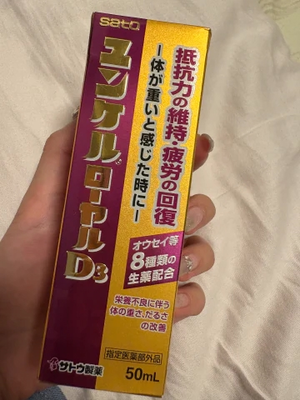 sato
ユンケルローヤルD3
抵抗力の維持・疲労の回復
ー体が重いと感じた時にー
オウセイ等
8種類の
生薬配合
栄養不良に伴う
体の重さ、だるさ
の改善
指定医薬部外品
サトウ製薬
50mL